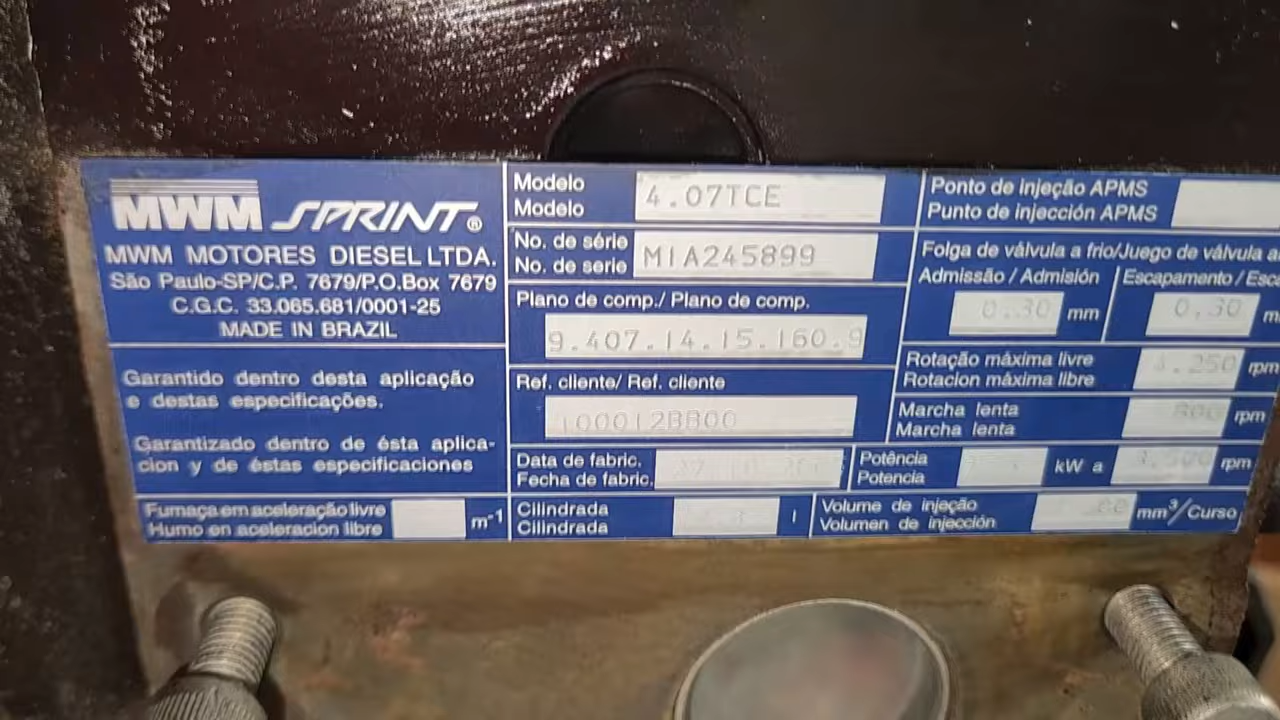 MWM SPRINT®
MWM MOTORES DIESEL LTDA.
São Paulo-SP/C.P. 7679/P.O.Box 7679
C.G.C. 33.065.681/0001-25
MADE IN BRAZIL
Garantido dentro desta aplicação
e destas especificações.
Garantizado dentro de ésta aplica-
cion y de éstas especificaciones
Fumaça em aceleração livre
Humo en aceleracion libre
m-1
Modelo
Modelo
4.07TCE
No. de série
No. de serie
M1A245899
Plano de comp./ Plano de comp.
9.407.14.15.160.9
Ref. cliente/ Ref. cliente
100012BB00
Data de fabric.
Fecha de fabric.
Potência
Potencia
kW a
rpm
Cilindrada
Cilindrada
l
Volume de injeção
Volumen de injección
mm³/Curso
Ponto de injeção APMS
Punto de injección APMS
Folga de válvula a frio/Juego de válvula
Admissão / Admisión
0.30 mm
Escapamento /
0.30
Rotação máxima livre
Rotacion máxima libre
rpm
Marcha lenta
Marcha lenta
800 rpm